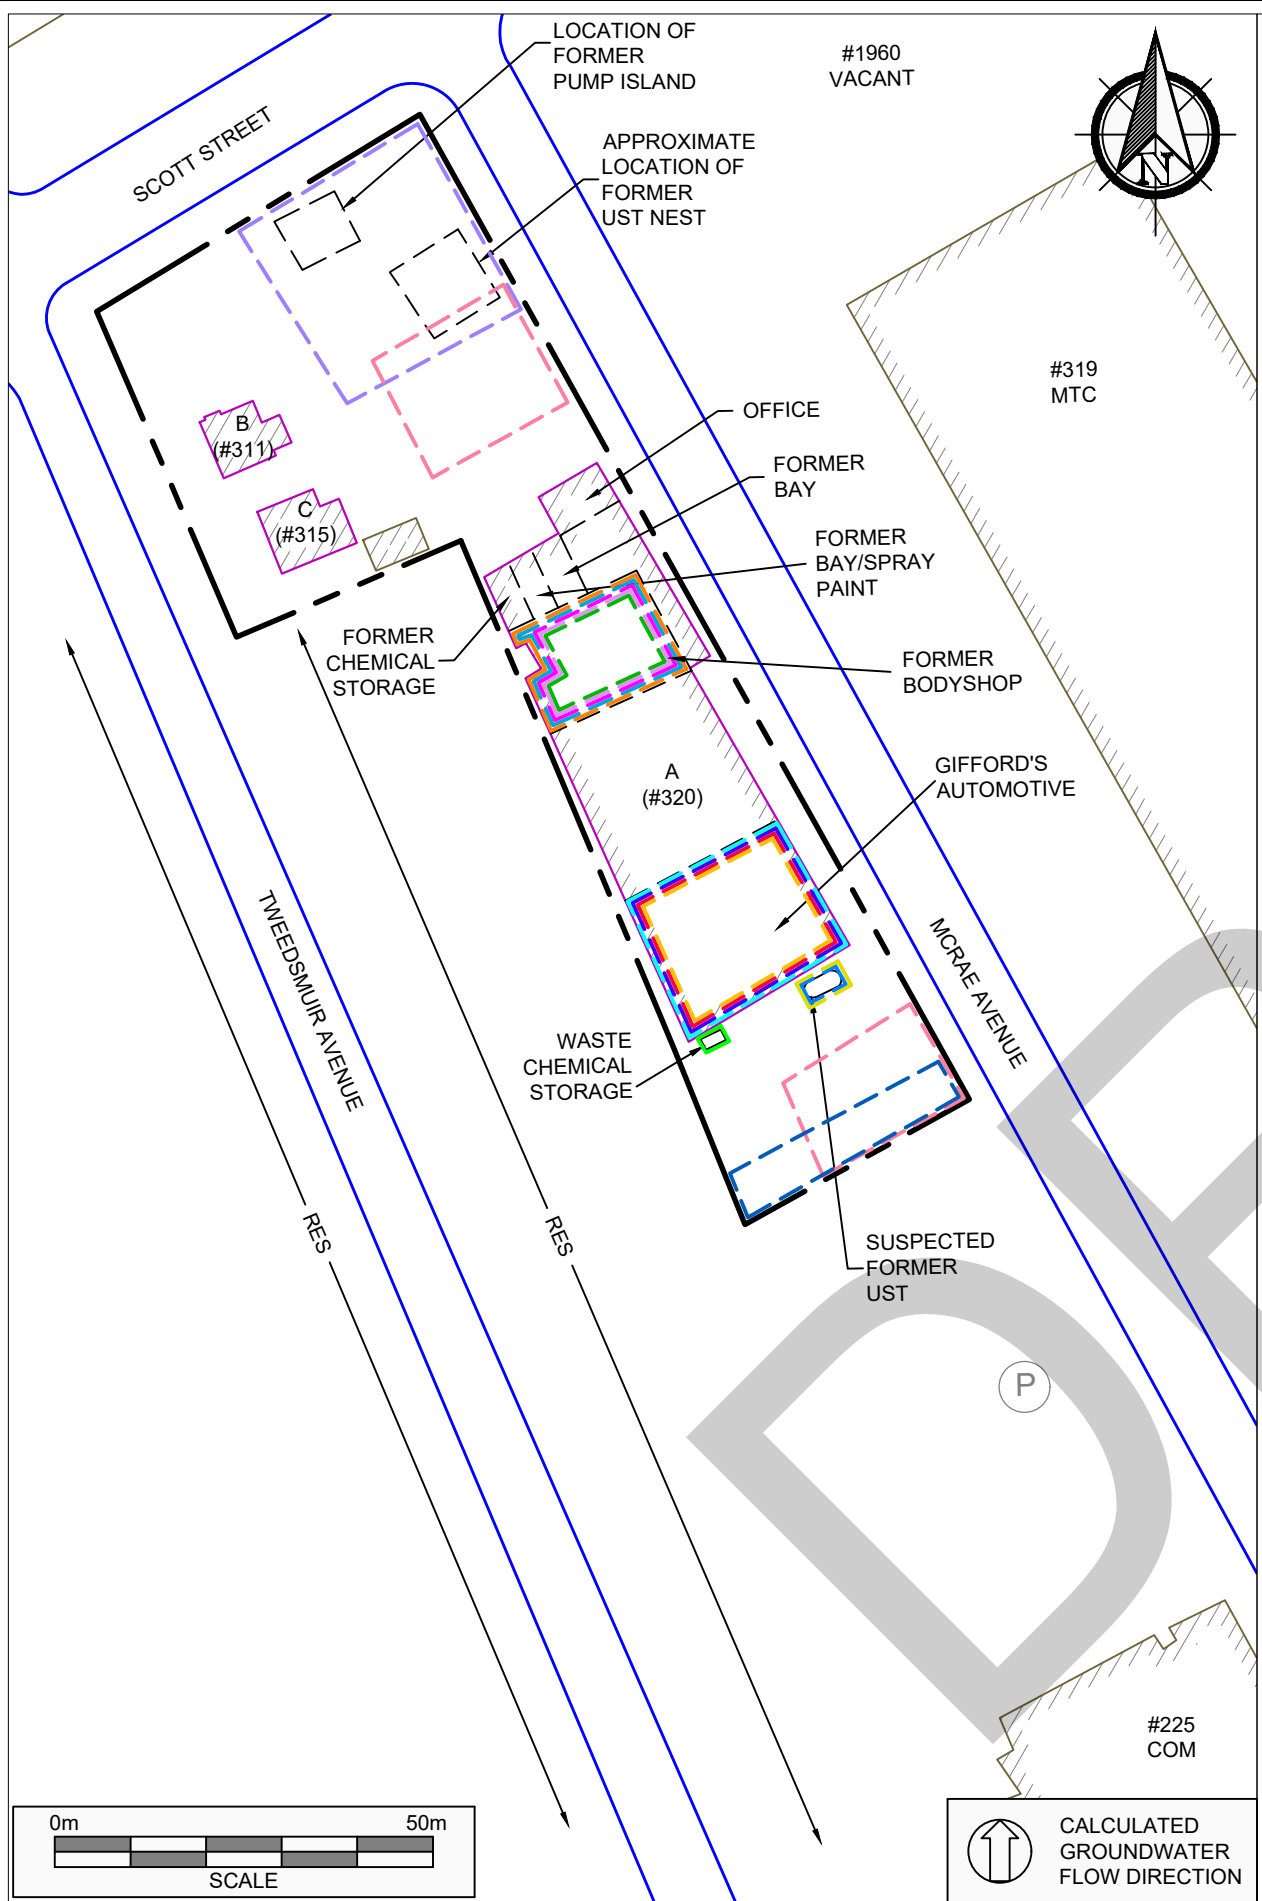 LOCATION OF
FORMER
PUMP ISLAND
#1960
VACANT
SCOTT STREET
APPROXIMATE
LOCATION OF
FORMER
UST NEST
N
#319
MTC
OFFICE
B
(#311)
FORMER
BAY
C
(#315)
FORMER
BAY/SPRAY
PAINT
FORMER
CHEMICAL
STORAGE
FORMER
BODYSHOP
A
(#320)
GIFFORD'S
AUTOMOTIVE
TWEEDSMUIR AVENUE
MCRAE AVENUE
WASTE
CHEMICAL
STORAGE
RES
RES
SUSPECTED
FORMER
UST
P
#225
COM
0m 50m
SCALE
CALCULATED
GROUNDWATER
FLOW DIRECTION